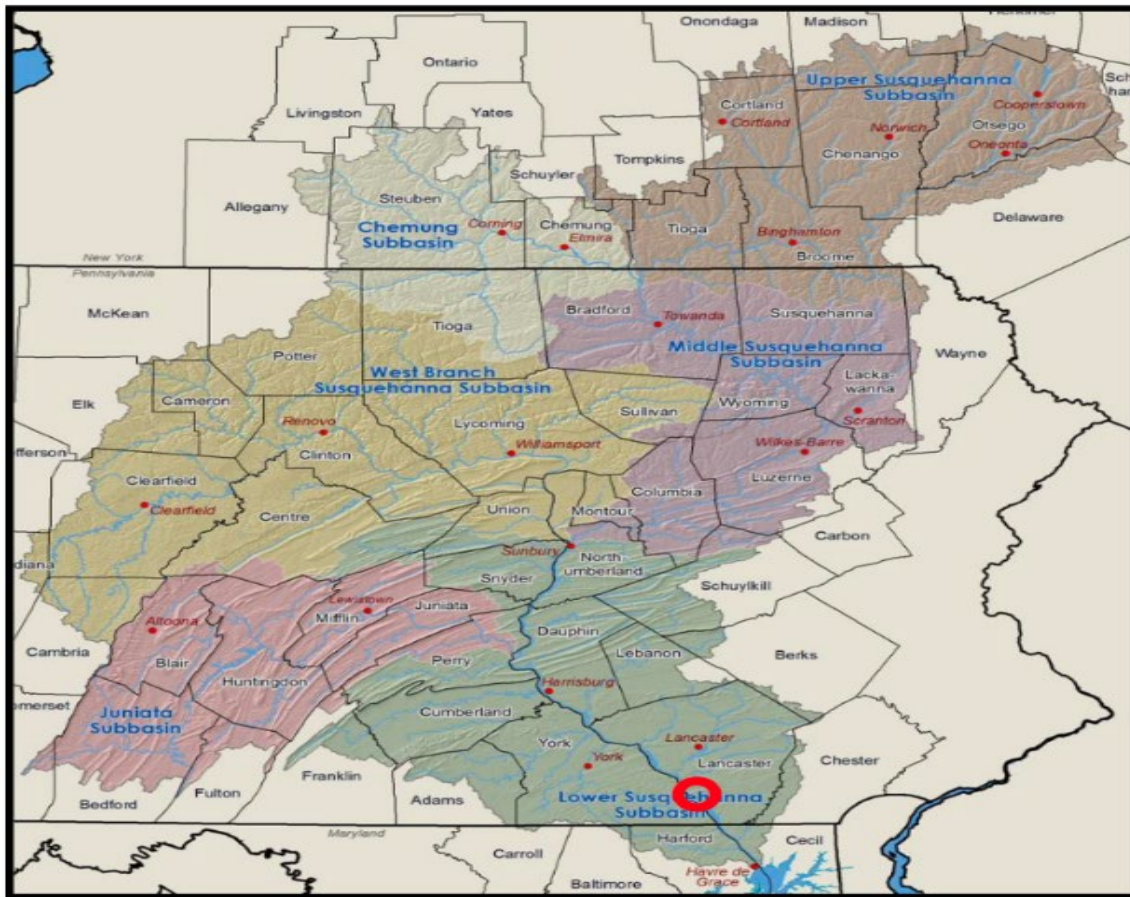 Onondaga
Madison
Ontario
Livingston
Yates
Upper Susquehanna
Subbasin
Cortland
Cortland
Cooperstown
Norwich
Otsego
Oneonta
Chenango
Tompkins
Schuyler
Steuben
Allegany
Chemung
Subbasin
Corning
Chemung
Elmira
Tioga
Binghamton
Broome
Delaware
New York
Pennsylvania
McKean
Tioga
Bradford
Towanda
Susquehanna
Middle Susquehanna
Subbasin
Wayne
Potter
West Branch
Susquehanna Subbasin
Lacka-
wanna
Wyoming
Scranton
Elk
Cameron
Renovo
Lycoming
Sullivan
Clinton
Williamsport
Wilkes-Barre
Luzerne
efferson
Clearfield
Clearfield
Centre
Columbia
Union
Montour
Carbon
Sunbury
North-
umberland
Snyder
Schuylkill
diana
Lewistown
Mifflin
Juniata
Altoona
Dauphin
Cambria
Blair
Perry
Lebanon
Berks
Huntingdon
Harrisburg
omerset
Juniata
Subbasin
Cumberland
York
York
Lancaster
Lancaster
Chester
Franklin
Bedford
Fulton
Adams
Lower Susquehanna
Subbasin
Maryland
Harford
Cecil
Carroll
Baltimore
Havre de
Grace